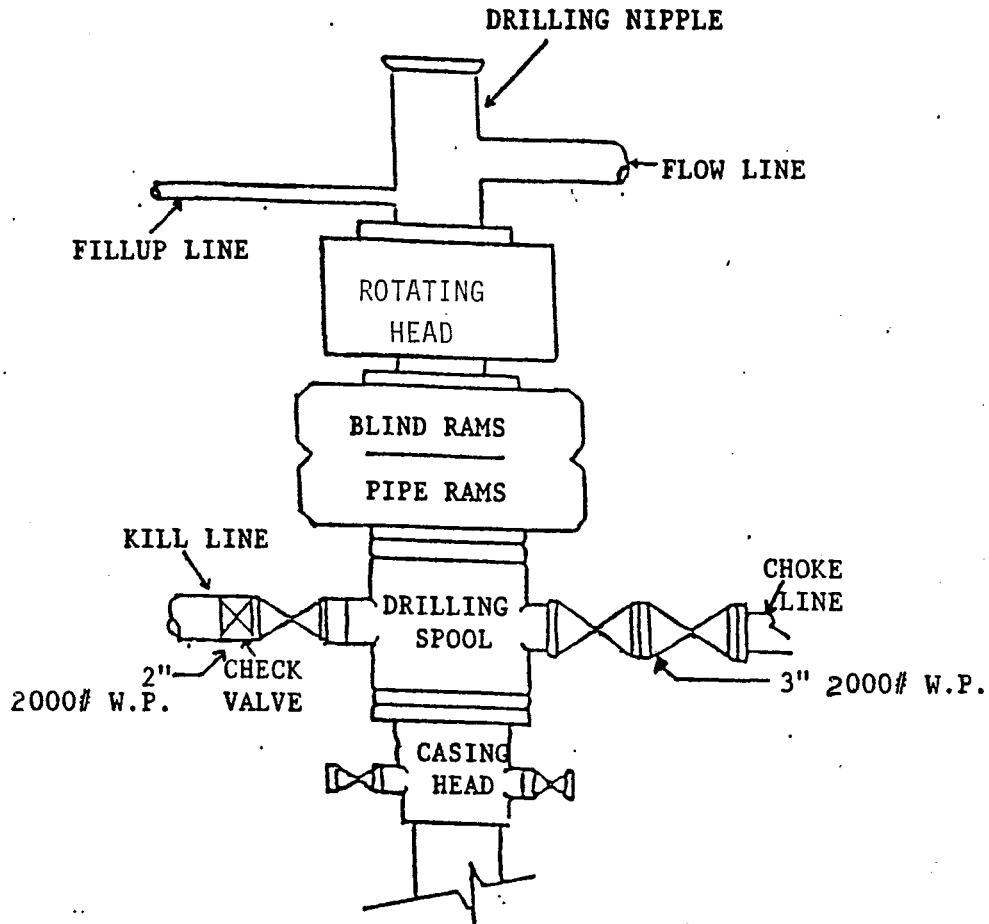 DRILLING NIPPLE
FLOW LINE
FILLUP LINE
ROTATING
HEAD
BLIND RAMS
PIPE RAMS
KILL LINE
CHOKE
LINE
DRILLING
SPOOL
2"
2000# W.P.
CHECK
VALVE
3" 2000# W.P.
CASING
HEAD